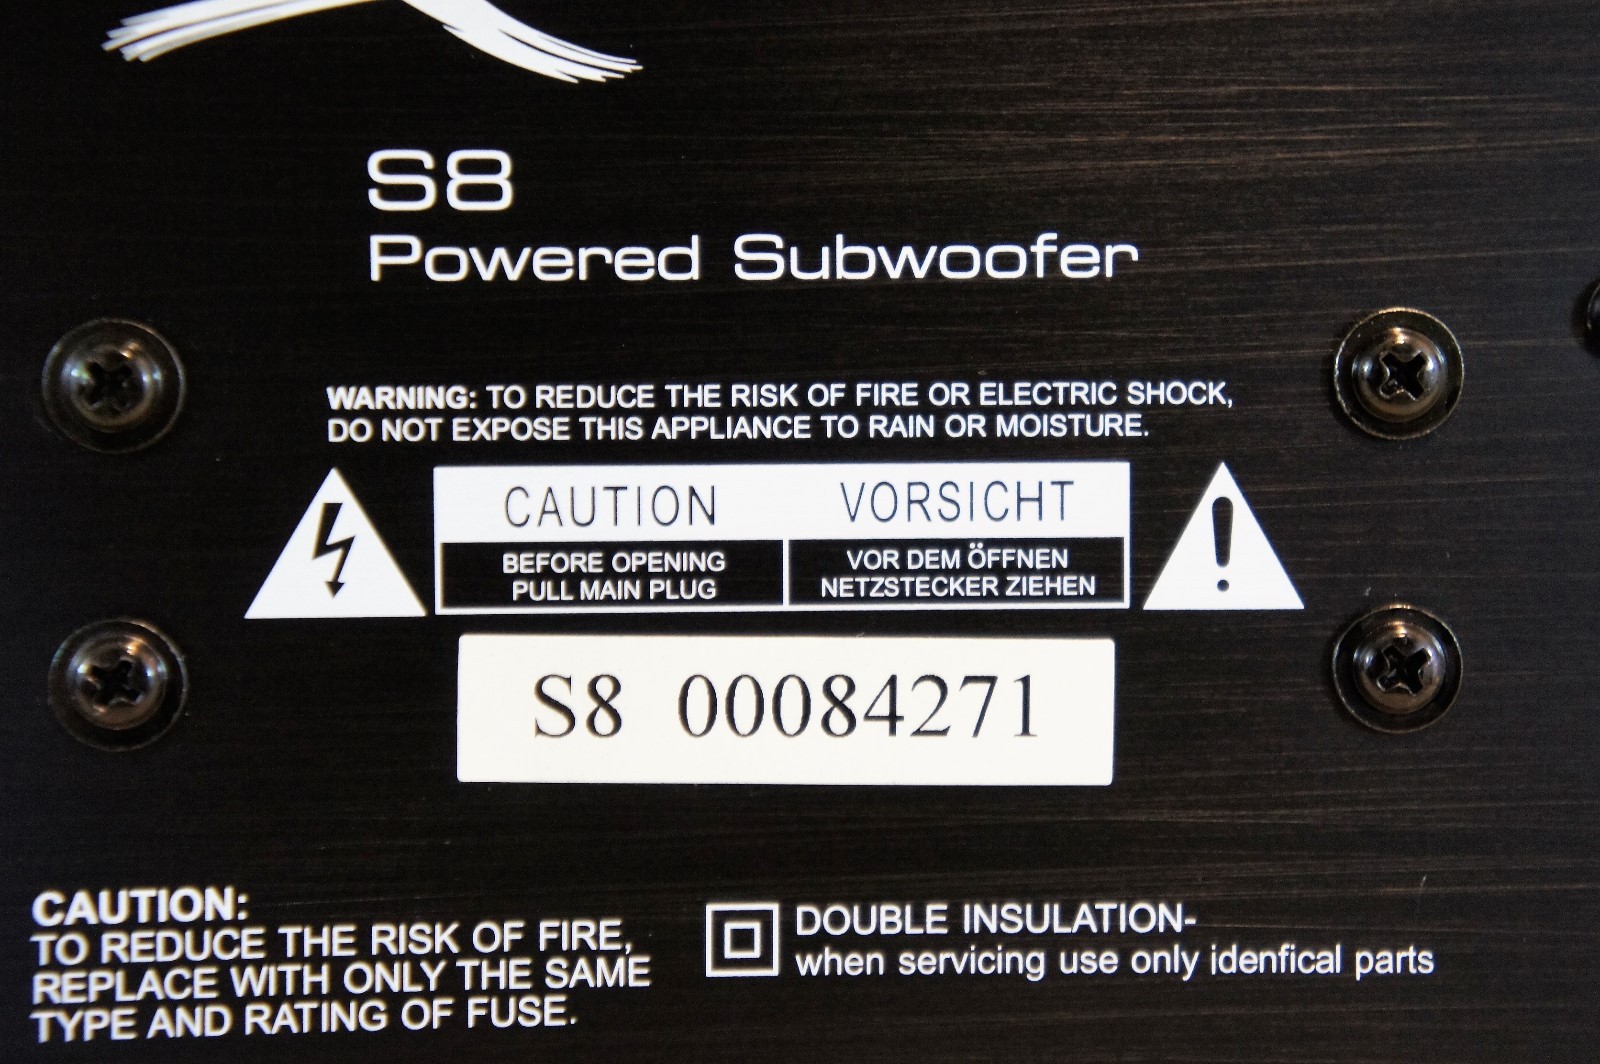 S8
Powered Subwoofer
WARNING: TO REDUCE THE RISK OF FIRE OR ELECTRIC SHOCK,
DO NOT EXPOSE THIS APPLIANCE TO RAIN OR MOISTURE.
CAUTION
BEFORE OPENING
PULL MAIN PLUG
VORSICHT
VOR DEM ÖFFNEN
NETZSTECKER ZIEHEN
S8 00084271
CAUTION:
TO REDUCE THE RISK OF FIRE,
REPLACE WITH ONLY THE SAME
TYPE AND RATING OF FUSE.
DOUBLE INSULATION-
when servicing use only idenfical parts